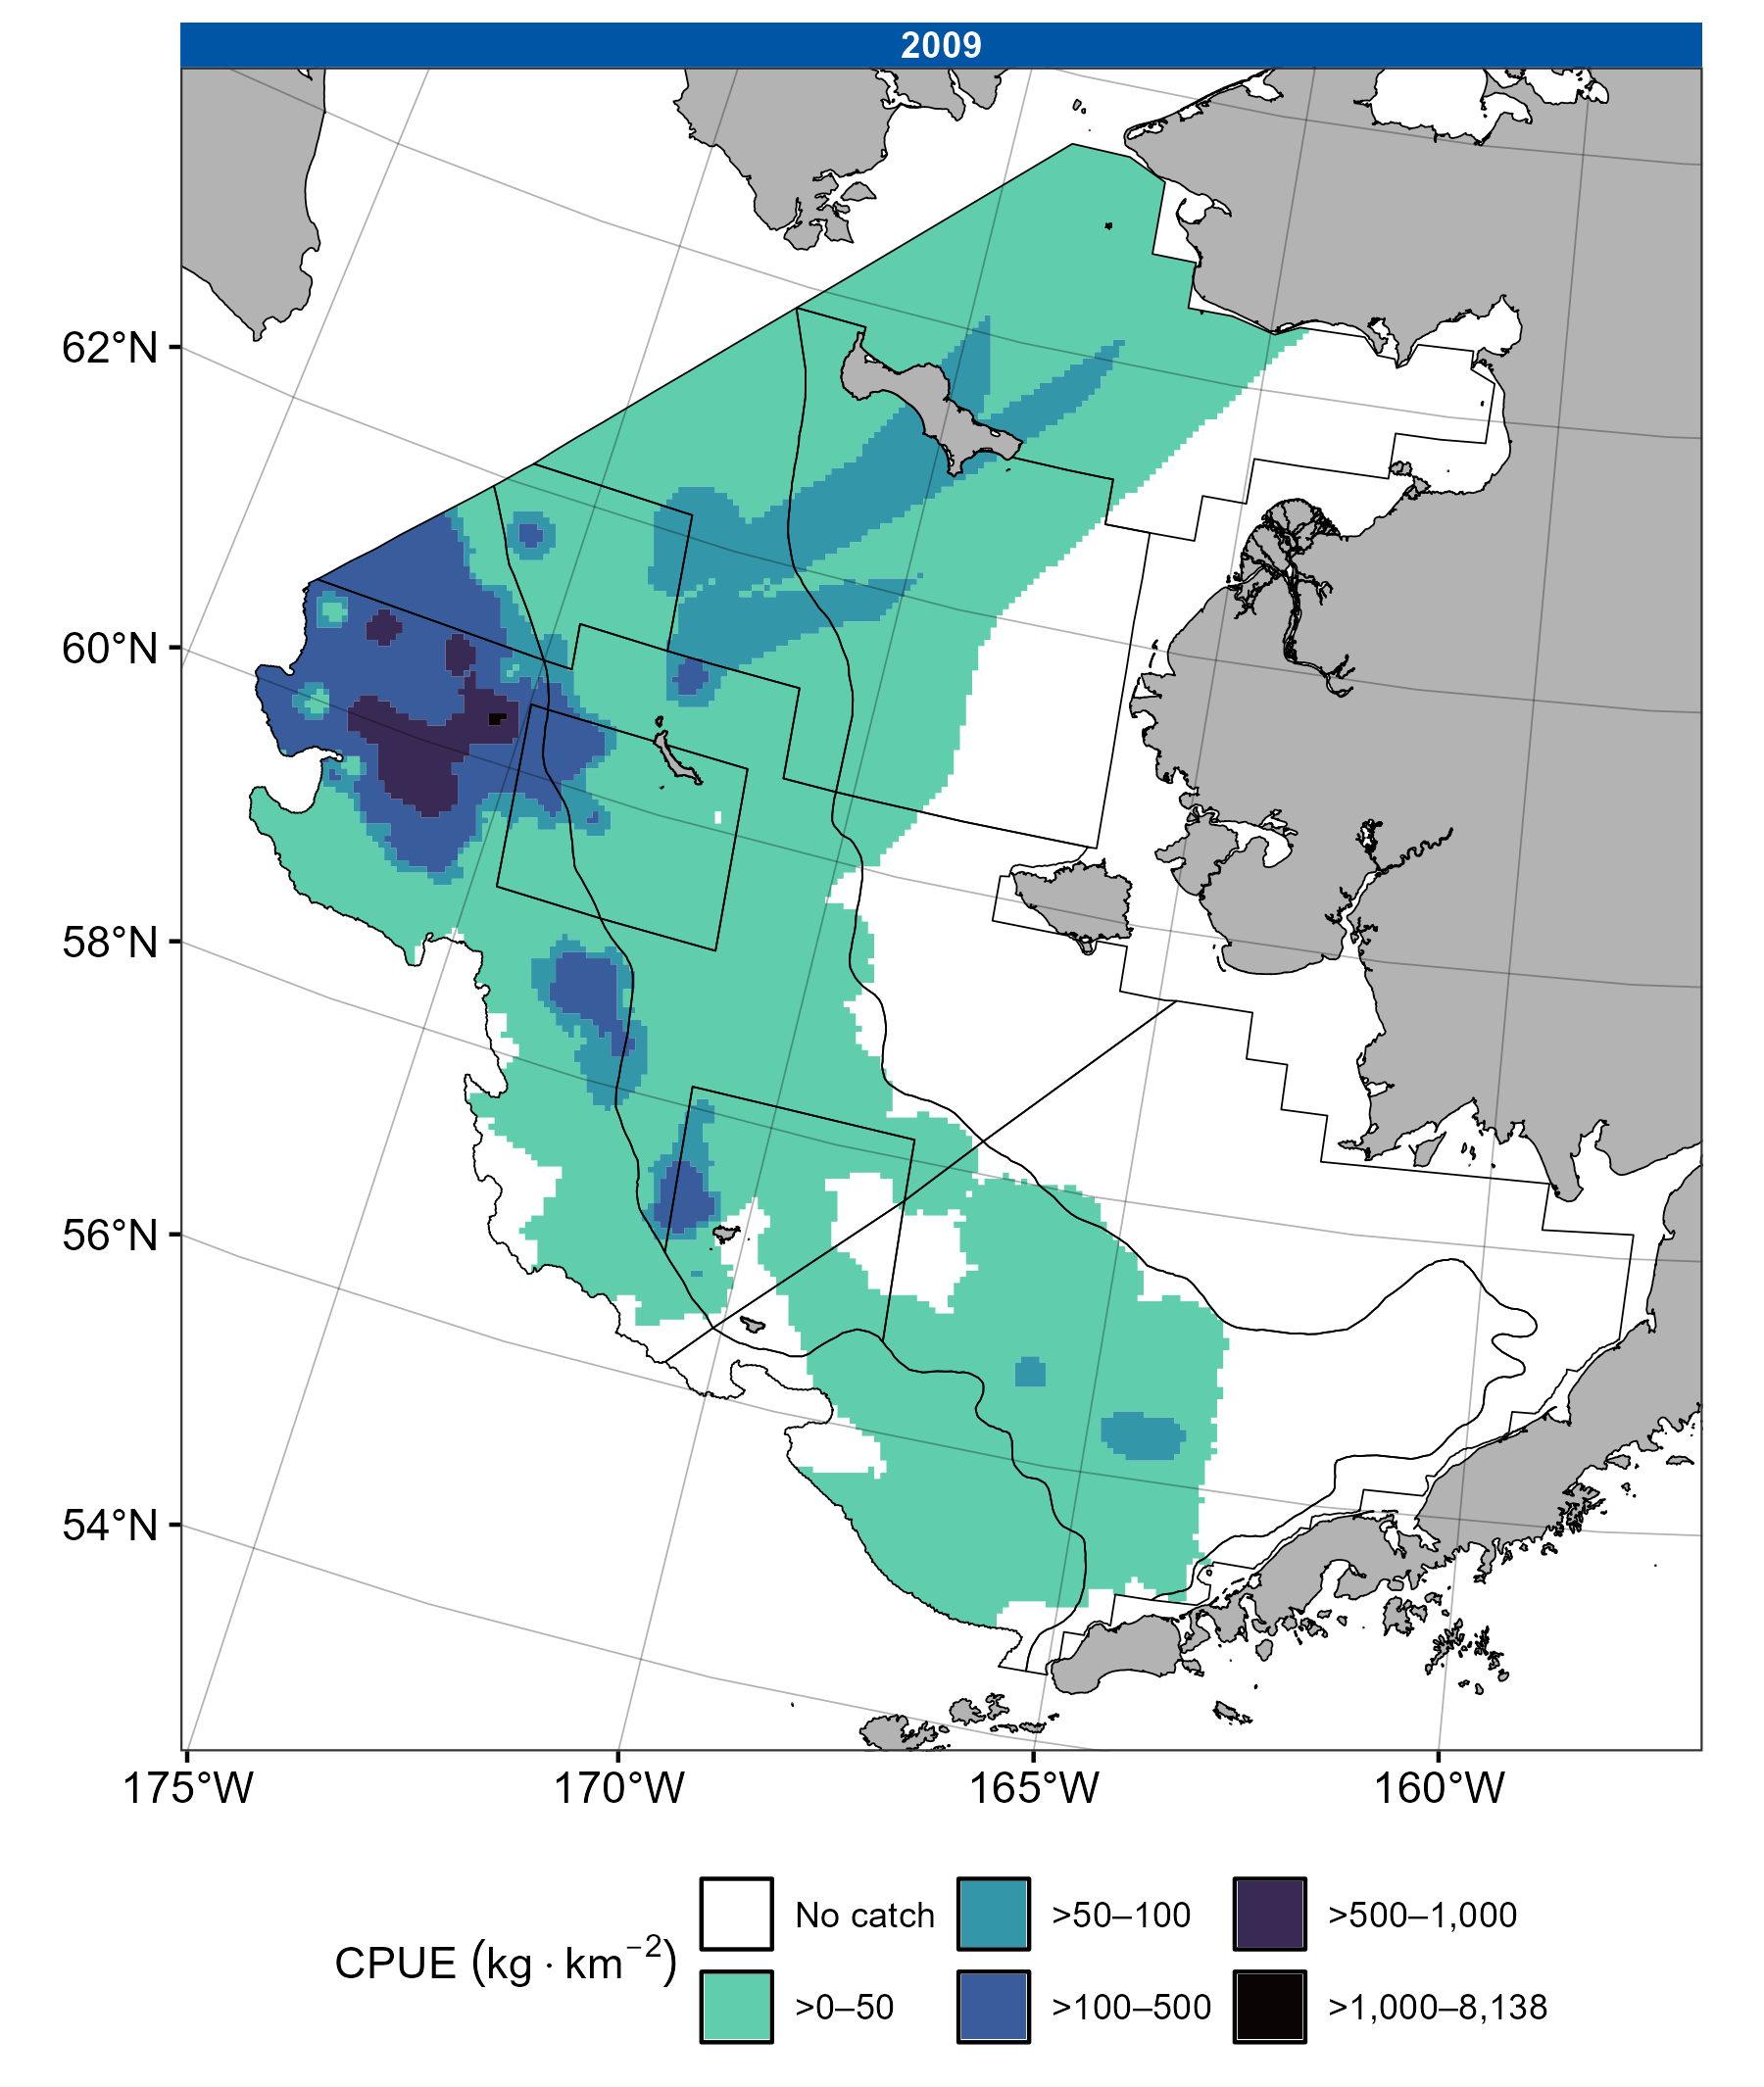 2009
62°N
60°N
58°N
56°N
54°N
175°W 170°W 165°W 160°W
CPUE (kg · km⁻²)
No catch >50–100 >500–1,000
>0–50 >100–500 >1,000–8,138